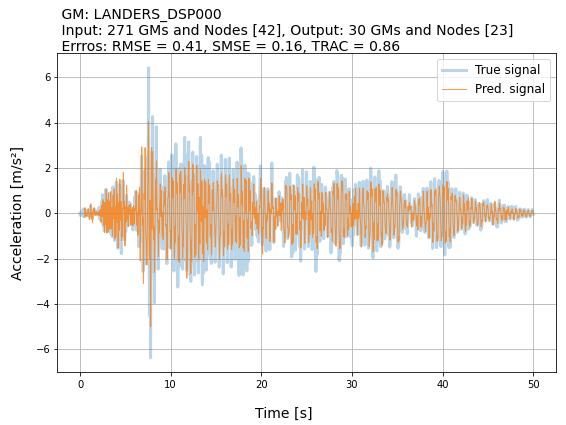 GM: LANDERS_DSP000
Input: 271 GMs and Nodes [42], Output: 30 GMs and Nodes [23]
Errros: RMSE = 0.41, SMSE = 0.16, TRAC = 0.86
True signal
Pred. signal
6
4
2
0
−2
−4
−6
Acceleration [m/s²]
0 10 20 30 40 50
Time [s]